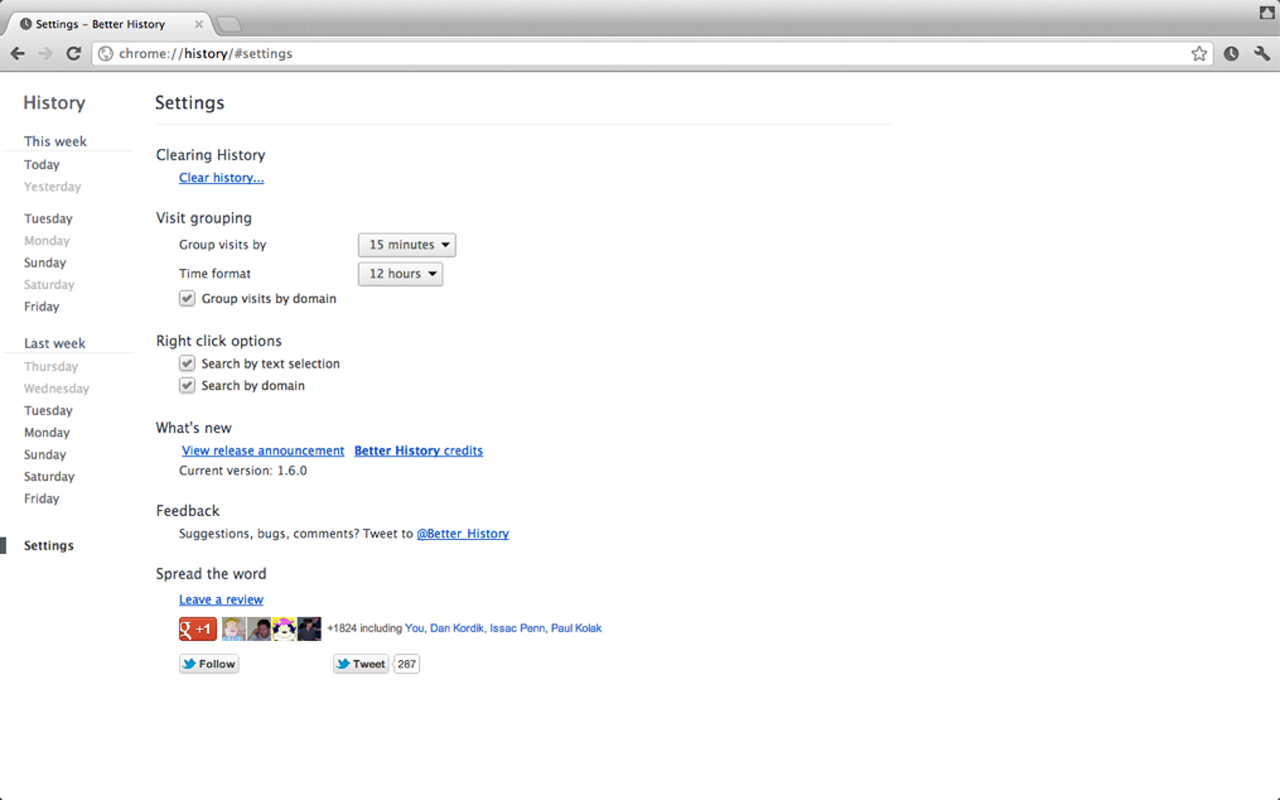 Settings – Better History
chrome://history/#settings
History
This week
Today
Yesterday
Tuesday
Monday
Sunday
Saturday
Friday
Last week
Thursday
Wednesday
Tuesday
Monday
Sunday
Saturday
Friday
Settings
Settings
Clearing History
Clear history...
Visit grouping
Group visits by 15 minutes
Time format 12 hours
Group visits by domain
Right click options
Search by text selection
Search by domain
What's new
View release announcement Better History credits
Current version: 1.6.0
Feedback
Suggestions, bugs, comments? Tweet to @Better_History
Spread the word
Leave a review
g +1 +1824 including You, Dan Kordik, Issac Penn, Paul Kolak
Follow Tweet 287